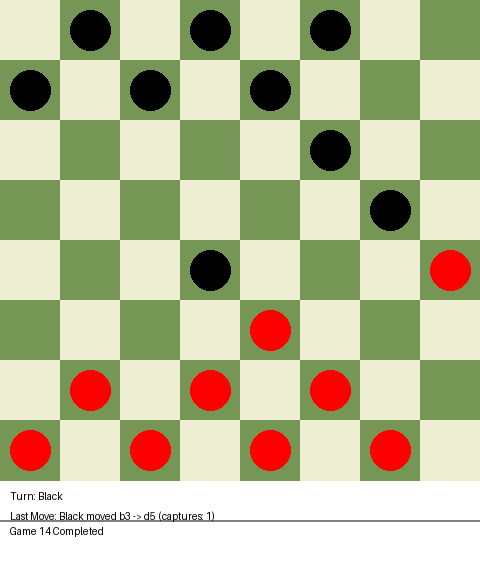 Turn: Black
Last Move: Black moved b3 -> d5 (captures: 1)
Game 14 Completed